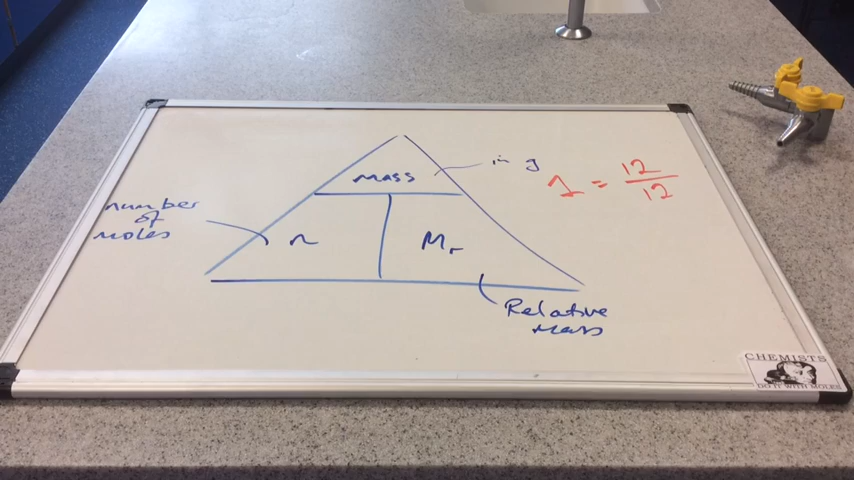 MASS
in g
1 = 12
12
number
of
moles
n
Mr
Relative
Mass
CHEMISTS
DO IT WITH MOLES